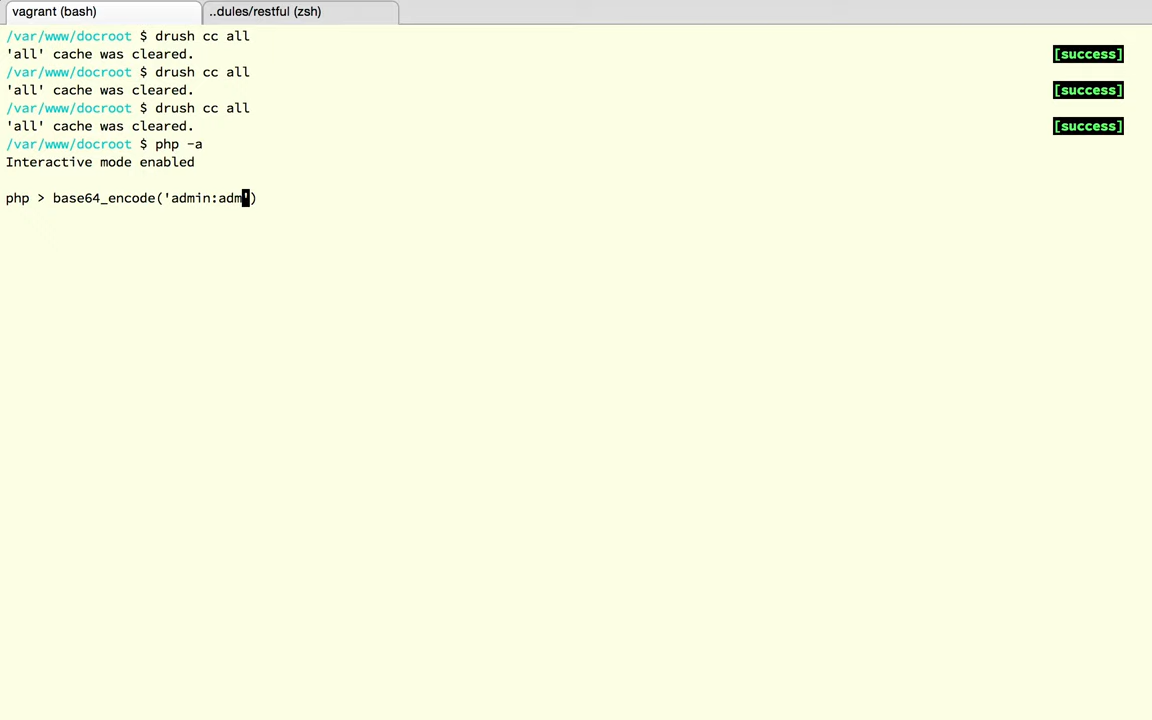 vagrant (bash)
..dules/restful (zsh)
/var/www/docroot $ drush cc all
'all' cache was cleared. [success]
/var/www/docroot $ drush cc all
'all' cache was cleared. [success]
/var/www/docroot $ drush cc all
'all' cache was cleared. [success]
/var/www/docroot $ php -a
Interactive mode enabled
php > base64_encode('admin:adm')